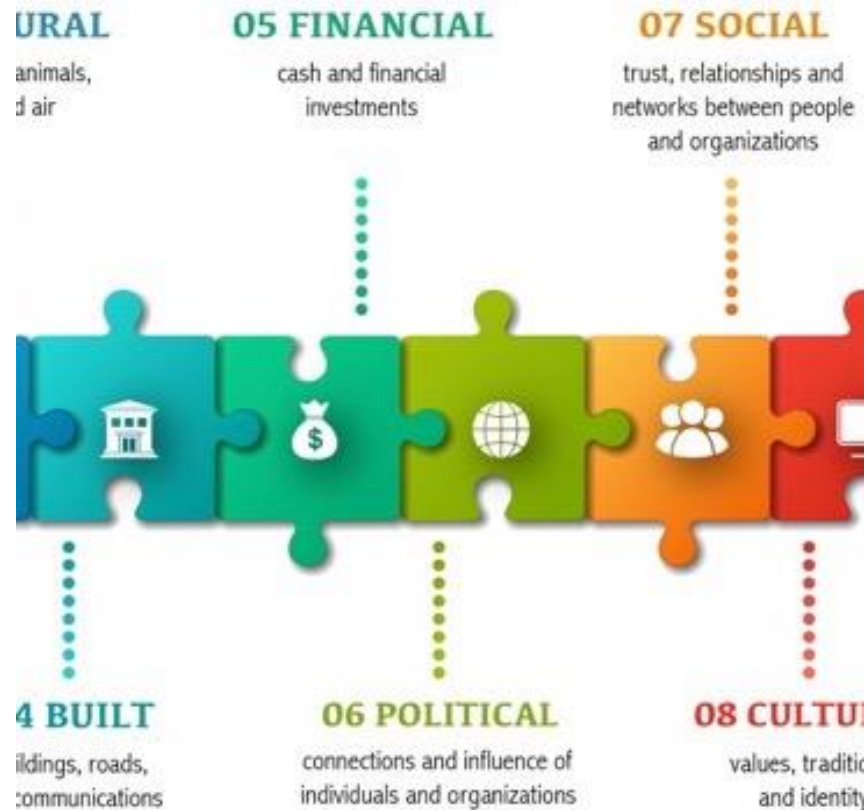 URAL
animals,
d air
05 FINANCIAL
cash and financial
investments
07 SOCIAL
trust, relationships and
networks between people
and organizations
$
4 BUILT
ildings, roads,
communications
06 POLITICAL
connections and influence of
individuals and organizations
08 CULTU
values, traditio
and identity